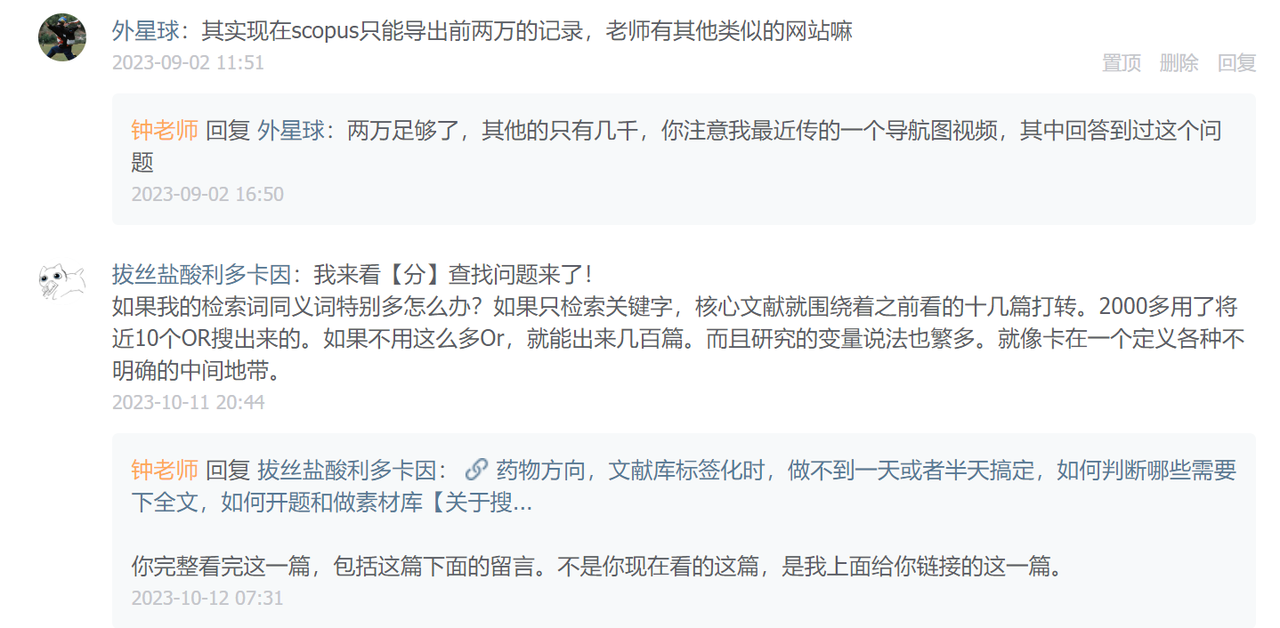 外星球：其实现在scopus只能导出前两万的记录，老师有其他类似的网站嘛
2023-09-02 11:51
置顶 删除 回复
钟老师 回复 外星球：两万足够了，其他的只有几千，你注意我最近传的一个导航图视频，其中回答到过这个问
题
2023-09-02 16:50
拔丝盐酸利多卡因：我来看【分】查找问题来了！
如果我的检索词同义词特别多怎么办？如果只检索关键字，核心文献就围绕着之前看的十几篇打转。2000多用了将
近10个OR搜出来的。如果不用这么多Or，就能出来几百篇。而且研究的变量说法也繁多。就像卡在一个定义各种不
明确的中间地带。
2023-10-11 20:44
钟老师 回复 拔丝盐酸利多卡因： 药物方向，文献库标签化时，做不到一天或者半天搞定，如何判断哪些需要
下全文，如何开题和做素材库【关于搜...
你完整看完这一篇，包括这篇下面的留言。不是你现在看的这篇，是我上面给你链接的这一篇。
2023-10-12 07:31